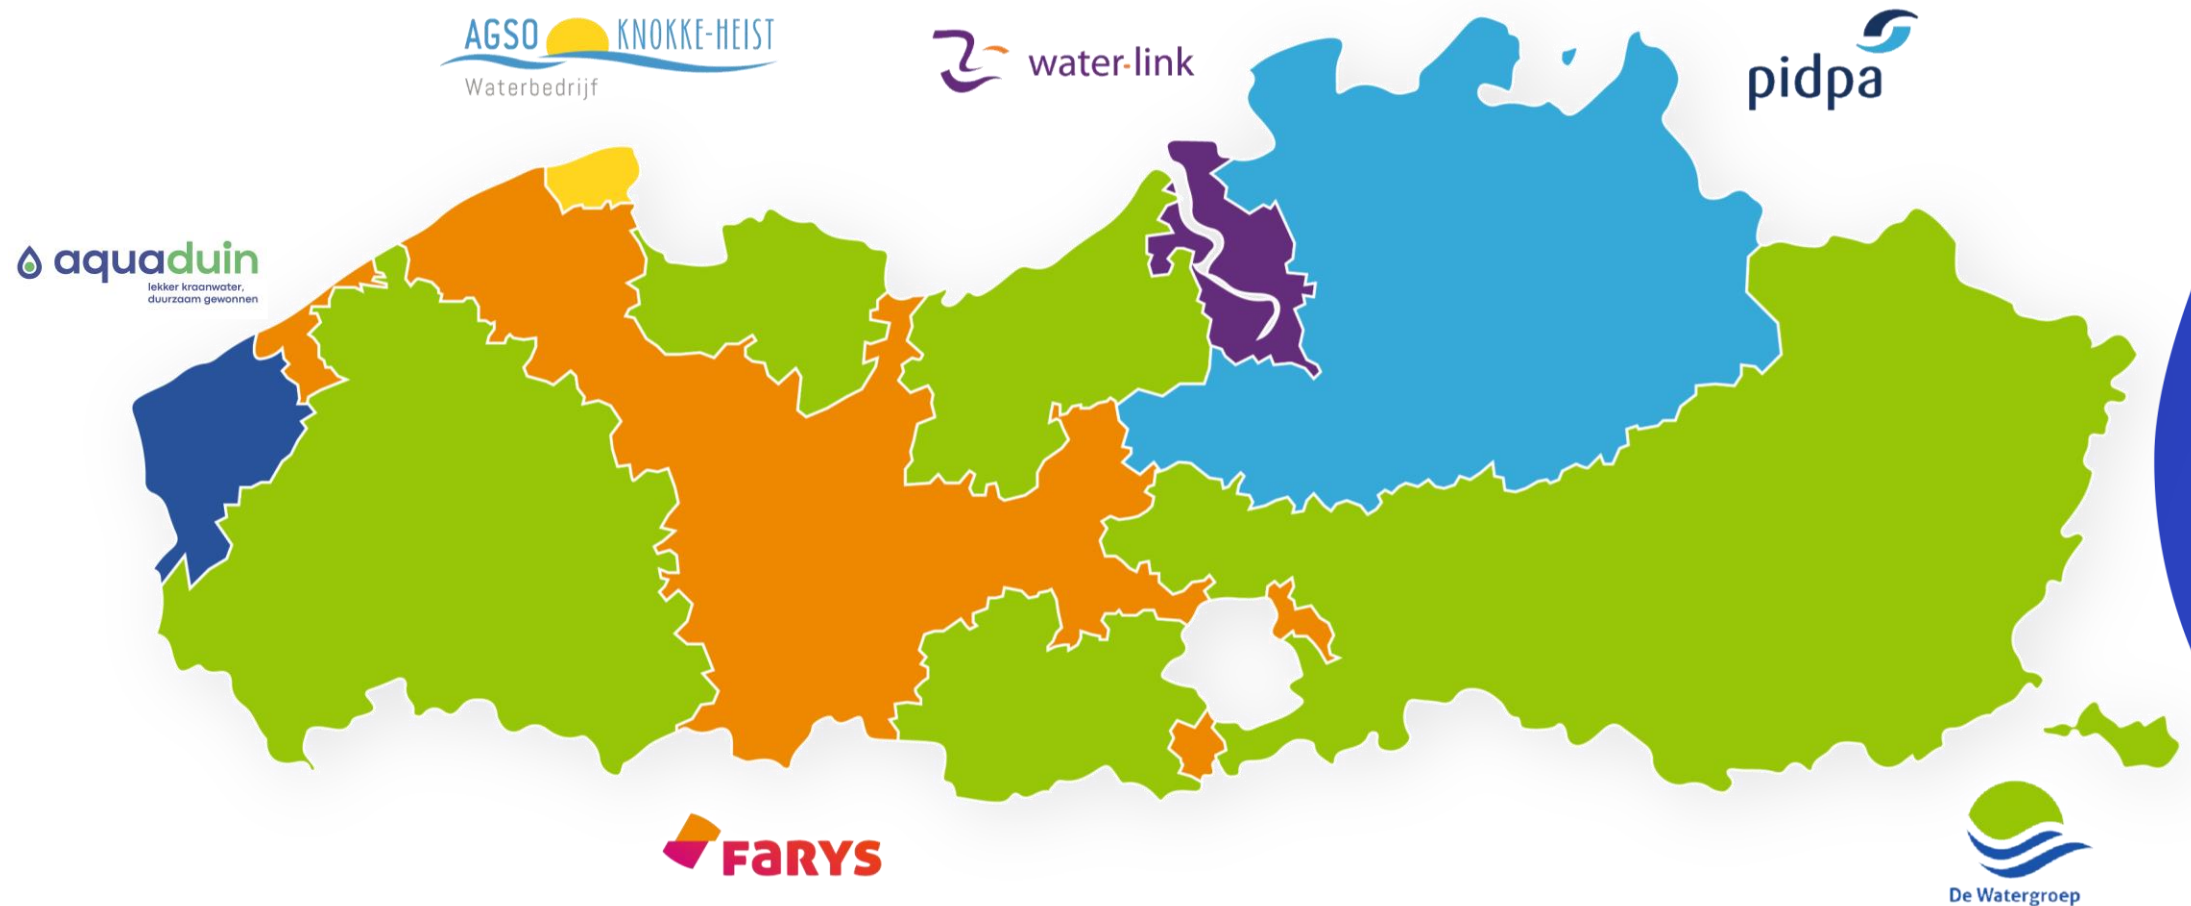 AGSO KNOKKE-HEIST
Waterbedrijf
water-link
pidpa
aquaduin
lekker kraanwater,
duurzaam gewonnen
FARYS
De Watergroep